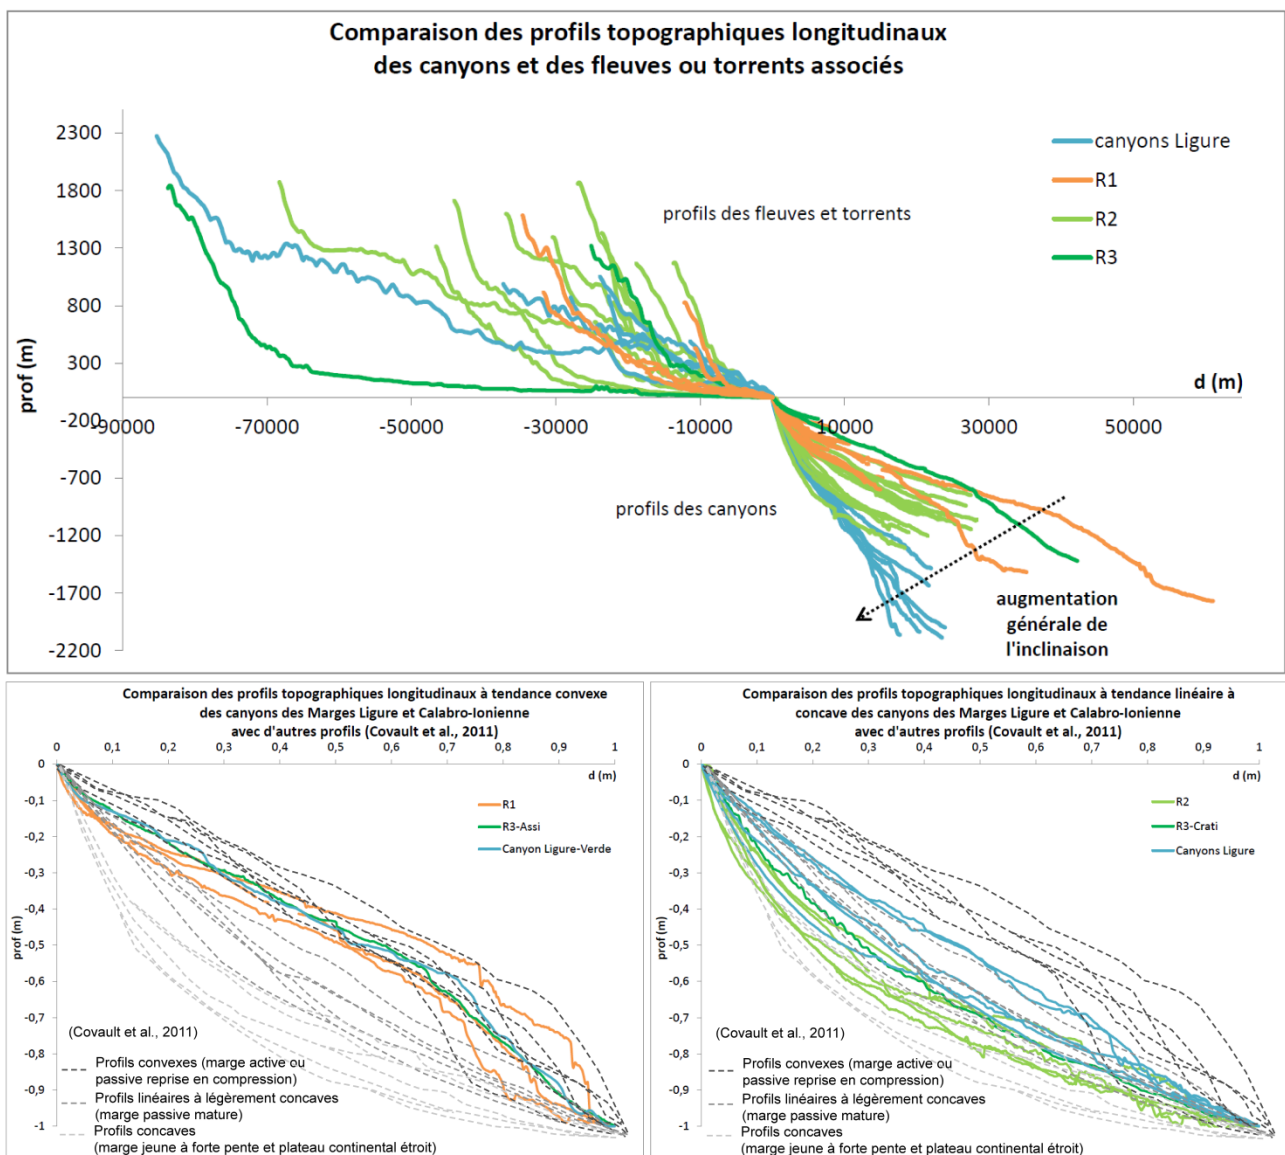 Comparaison des profils topographiques longitudinaux
des canyons et des fleuves ou torrents associés
2300
1800
1300
800
300
-200
-700
-1200
-1700
-2200
prof (m)
canyons Ligure
R1
R2
R3
profils des fleuves et torrents
d (m)
-90000 -70000 -50000 -30000 -10000 10000 30000 50000
profils des canyons
augmentation
générale de
l'inclinaison
Comparaison des profils topographiques longitudinaux à tendance convexe
des canyons des Marges Ligure et Calabro-Ionienne
avec d'autres profils (Covault et al., 2011)
0 0,1 0,2 0,3 0,4 0,5 0,6 0,7 0,8 0,9 1
d (m)
0
-0,1
-0,2
-0,3
-0,4
-0,5
-0,6
-0,7
-0,8
-0,9
-1
prof (m)
R1
R3-Assi
Canyon Ligure-Verde
(Covault et al., 2011)
Profils convexes (marge active ou
passive reprise en compression)
Profils linéaires à légèrement concaves
(marge passive mature)
Profils concaves
(marge jeune à forte pente et plateau continental étroit)
Comparaison des profils topographiques longitudinaux à tendance linéaire à
concave des canyons des Marges Ligure et Calabro-Ionienne
avec d'autres profils (Covault et al., 2011)
0 0,1 0,2 0,3 0,4 0,5 0,6 0,7 0,8 0,9 1
d (m)
0
-0,1
-0,2
-0,3
-0,4
-0,5
-0,6
-0,7
-0,8
-0,9
-1
prof (m)
R2
R3-Crati
Canyons Ligure
(Covault et al., 2011)
Profils convexes (marge active ou
passive reprise en compression)
Profils linéaires à légèrement concaves
(marge passive mature)
Profils concaves
(marge jeune à forte pente et plateau continental étroit)